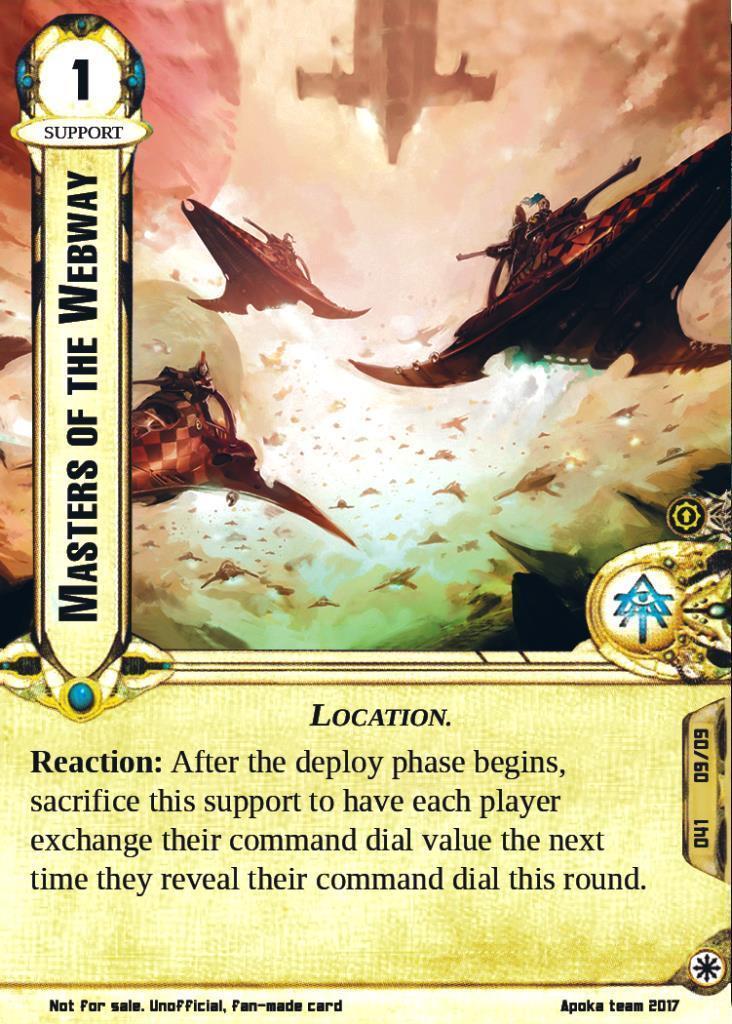 1
SUPPORT
MASTERS OF THE WEBWAY
LOCATION.
Reaction: After the deploy phase begins,
sacrifice this support to have each player
exchange their command dial value the next
time they reveal their command dial this round.
041 09/09
Not for sale. Unofficial, fan-made card
Apoka team 2017